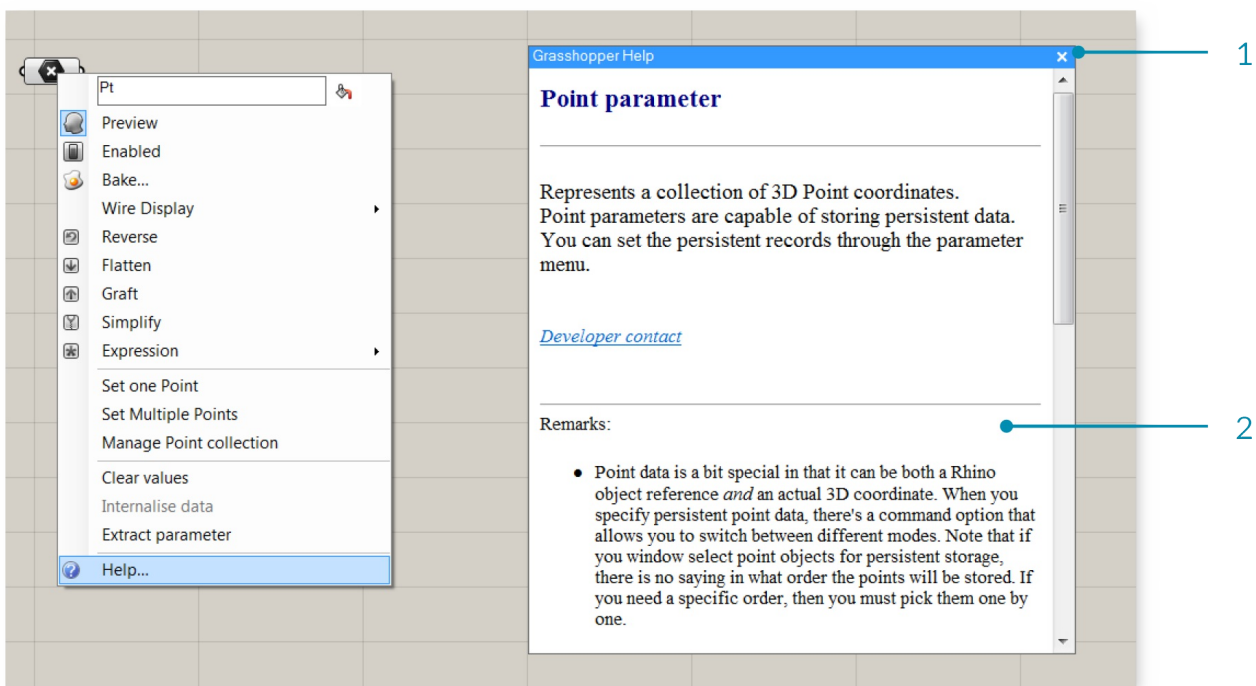 Pt
Preview
Enabled
Bake...
Wire Display
Reverse
Flatten
Graft
Simplify
Expression
Set one Point
Set Multiple Points
Manage Point collection
Clear values
Internalise data
Extract parameter
Help...
Grasshopper Help
1
Point parameter
Represents a collection of 3D Point coordinates.
Point parameters are capable of storing persistent data.
You can set the persistent records through the parameter
menu.
Developer contact
Remarks:
2
• Point data is a bit special in that it can be both a Rhino
object reference and an actual 3D coordinate. When you
specify persistent point data, there's a command option that
allows you to switch between different modes. Note that if
you window select point objects for persistent storage,
there is no saying in what order the points will be stored. If
you need a specific order, then you must pick them one by
one.